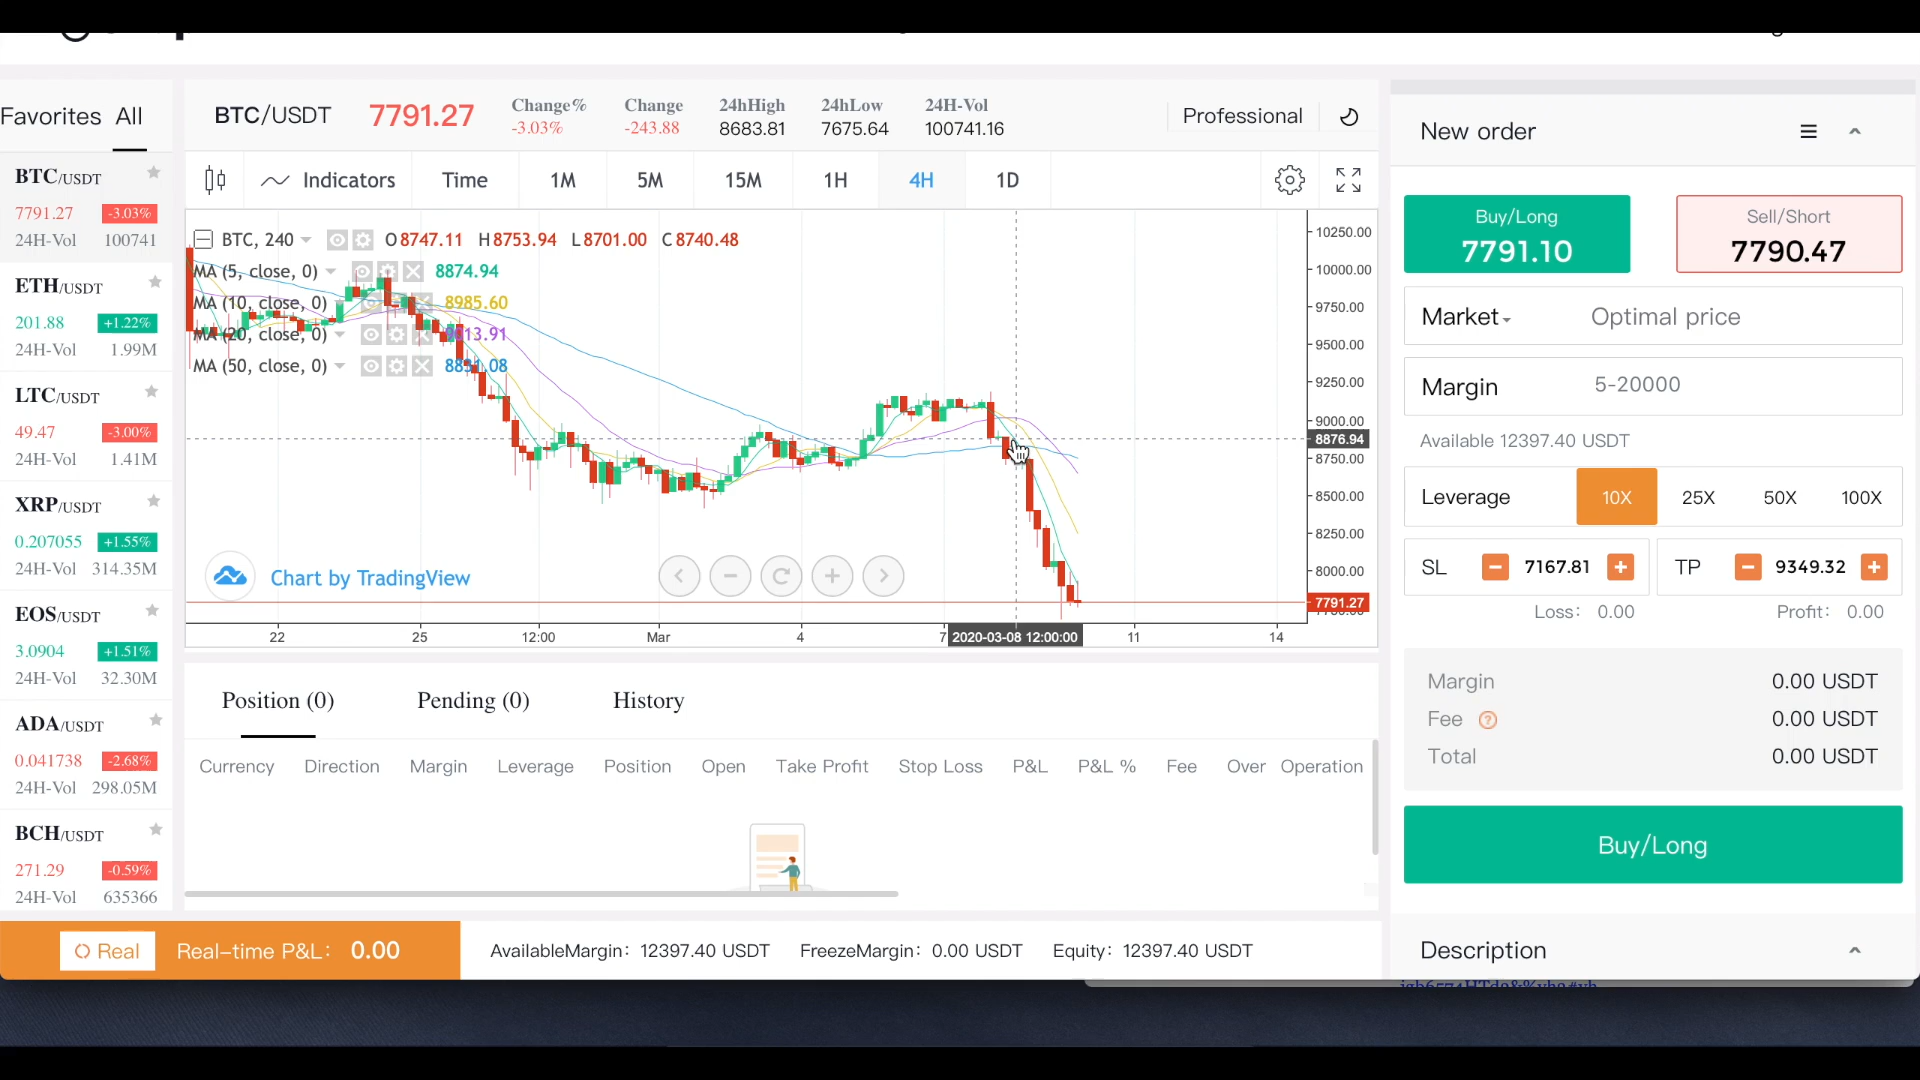 Favorites All
BTC/USDT
7791.27 -3.03%
24H-Vol 100741
ETH/USDT
201.88 +1.22%
24H-Vol 1.99M
LTC/USDT
49.47 -3.00%
24H-Vol 1.41M
XRP/USDT
0.207055 +1.55%
24H-Vol 314.35M
EOS/USDT
3.0904 +1.51%
24H-Vol 32.30M
ADA/USDT
0.041738 -2.68%
24H-Vol 298.05M
BCH/USDT
271.29 -0.59%
24H-Vol 635366
BTC/USDT 7791.27
Change% Change 24hHigh 24hLow 24H-Vol
-3.03% -243.88 8683.81 7675.64 100741.16
Professional
Indicators Time 1M 5M 15M 1H 4H 1D
BTC, 240 O8747.11 H8753.94 L8701.00 C8740.48
MA (5, close, 0) 8874.94
MA (10, close, 0) 8985.60
MA (20, close, 0) 13.91
MA (50, close, 0)
10250.00
10000.00
9750.00
9500.00
9250.00
9000.00
8876.94
8750.00
8500.00
8250.00
8000.00
7791.27
Chart by TradingView
22 25 12:00 Mar 4 7 2020-03-08 12:00:00 11 14
Position (0) Pending (0) History
Currency Direction Margin Leverage Position Open Take Profit Stop Loss P&L P&L % Fee Over Operation
New order
Buy/Long
7791.10
Sell/Short
7790.47
Market Optimal price
Margin 5-20000
Available 12397.40 USDT
Leverage 10X 25X 50X 100X
SL − 7167.81 + TP − 9349.32 +
Loss: 0.00 Profit: 0.00
Margin 0.00 USDT
Fee ? 0.00 USDT
Total 0.00 USDT
Buy/Long
Description
Real Real-time P&L: 0.00 AvailableMargin: 12397.40 USDT FreezeMargin: 0.00 USDT Equity: 12397.40 USDT